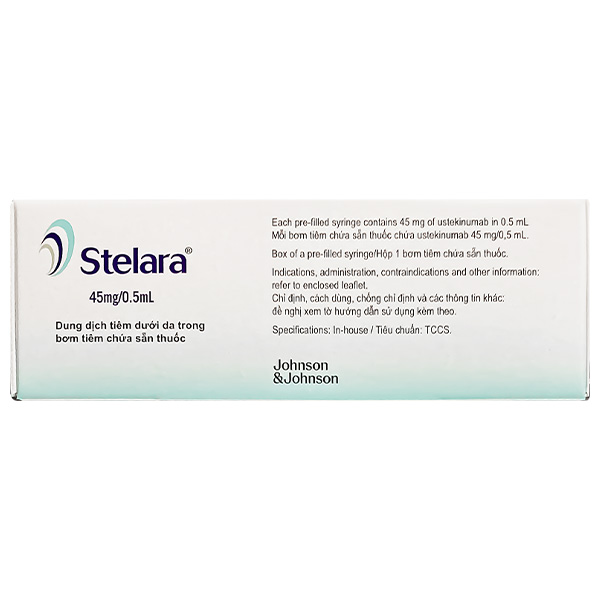 Stelara®
45mg/0.5mL
Dung dịch tiêm dưới da trong
bơm tiêm chứa sẵn thuốc
Each pre-filled syringe contains 45 mg of ustekinumab in 0.5 mL
Mỗi bơm tiêm chứa sẵn thuốc chứa ustekinumab 45 mg/0,5 mL.
Box of a pre-filled syringe/Hộp 1 bơm tiêm chứa sẵn thuốc.
Indications, administration, contraindications and other information:
refer to enclosed leaflet.
Chỉ định, cách dùng, chống chỉ định và các thông tin khác:
đề nghị xem tờ hướng dẫn sử dụng kèm theo.
Specifications: In-house / Tiêu chuẩn: TCCS.
Johnson
&Johnson